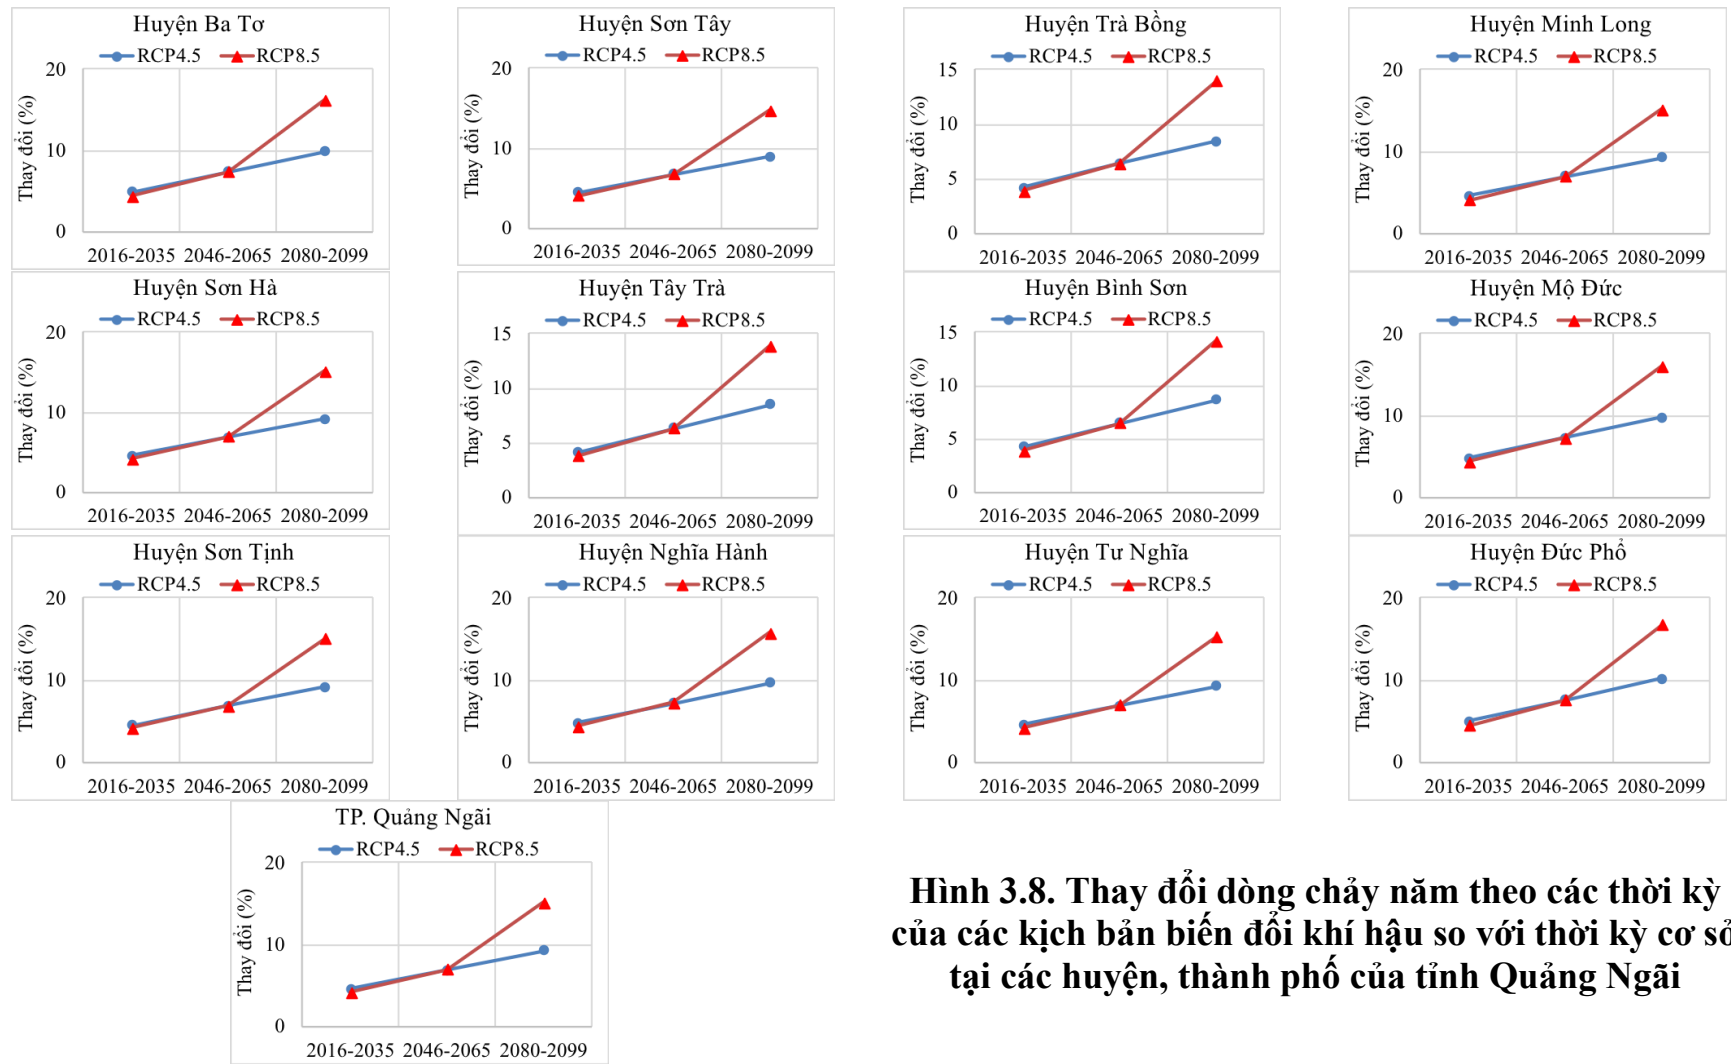 Huyện Ba Tơ
RCP4.5 RCP8.5
Thay đổi (%)
20
10
0
2016-2035 2046-2065 2080-2099
Huyện Sơn Tây
RCP4.5 RCP8.5
Thay đổi (%)
20
10
0
2016-2035 2046-2065 2080-2099
Huyện Trà Bồng
RCP4.5 RCP8.5
Thay đổi (%)
15
10
5
0
2016-2035 2046-2065 2080-2099
Huyện Minh Long
RCP4.5 RCP8.5
Thay đổi (%)
20
10
0
2016-2035 2046-2065 2080-2099
Huyện Sơn Hà
RCP4.5 RCP8.5
Thay đổi (%)
20
10
0
2016-2035 2046-2065 2080-2099
Huyện Tây Trà
RCP4.5 RCP8.5
Thay đổi (%)
15
10
5
0
2016-2035 2046-2065 2080-2099
Huyện Bình Sơn
RCP4.5 RCP8.5
Thay đổi (%)
15
10
5
0
2016-2035 2046-2065 2080-2099
Huyện Mộ Đức
RCP4.5 RCP8.5
Thay đổi (%)
20
10
0
2016-2035 2046-2065 2080-2099
Huyện Sơn Tịnh
RCP4.5 RCP8.5
Thay đổi (%)
20
10
0
2016-2035 2046-2065 2080-2099
Huyện Nghĩa Hành
RCP4.5 RCP8.5
Thay đổi (%)
20
10
0
2016-2035 2046-2065 2080-2099
Huyện Tư Nghĩa
RCP4.5 RCP8.5
Thay đổi (%)
20
10
0
2016-2035 2046-2065 2080-2099
Huyện Đức Phổ
RCP4.5 RCP8.5
Thay đổi (%)
20
10
0
2016-2035 2046-2065 2080-2099
TP. Quảng Ngãi
RCP4.5 RCP8.5
Thay đổi (%)
20
10
0
2016-2035 2046-2065 2080-2099
Hình 3.8. Thay đổi dòng chảy năm theo các thời kỳ
của các kịch bản biến đổi khí hậu so với thời kỳ cơ sở
tại các huyện, thành phố của tỉnh Quảng Ngãi